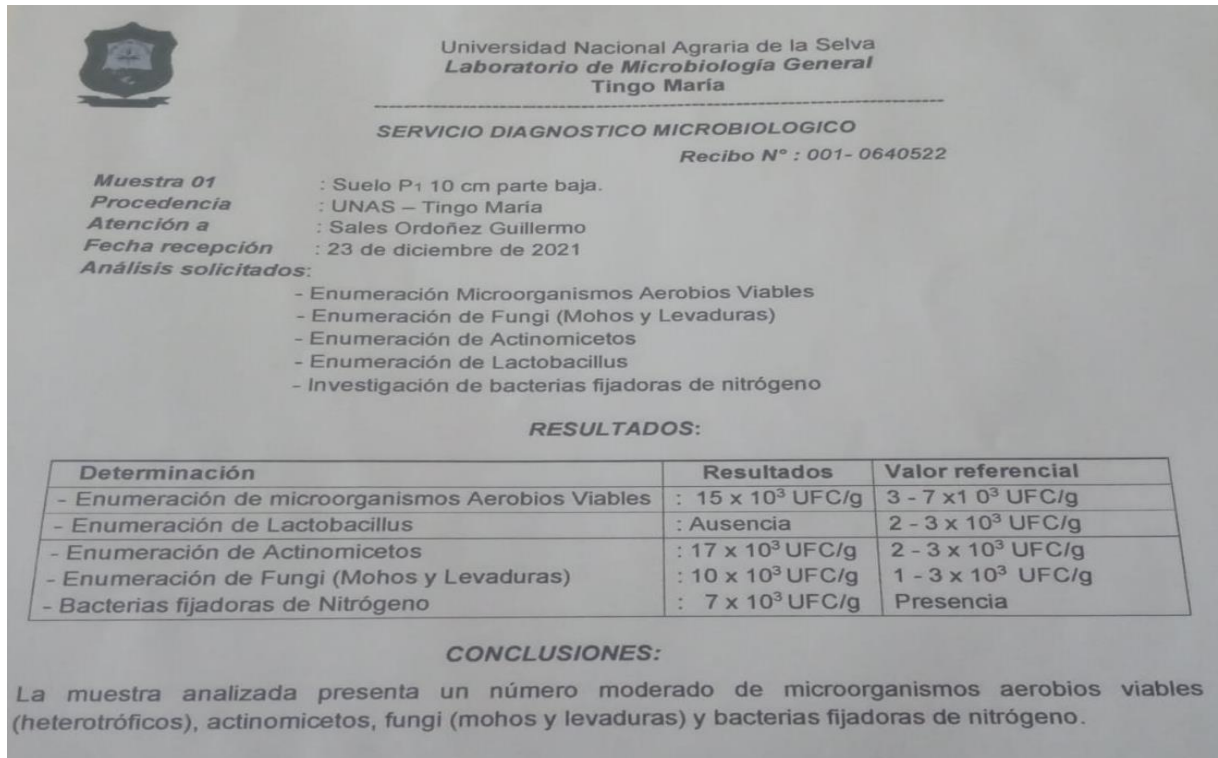 Universidad Nacional Agraria de la Selva
Laboratorio de Microbiología General
Tingo María
SERVICIO DIAGNOSTICO MICROBIOLOGICO
Recibo N° : 001- 0640522
Muestra 01 : Suelo P1 10 cm parte baja.
Procedencia : UNAS – Tingo Maria
Atención a : Sales Ordoñez Guillermo
Fecha recepción : 23 de diciembre de 2021
Análisis solicitados:
- Enumeración Microorganismos Aerobios Viables
- Enumeración de Fungi (Mohos y Levaduras)
- Enumeración de Actinomicetos
- Enumeración de Lactobacillus
- Investigación de bacterias fijadoras de nitrógeno
RESULTADOS:
Determinación Resultados Valor referencial
- Enumeración de microorganismos Aerobios Viables : 15 x 10³ UFC/g 3 - 7 x1 0³ UFC/g
- Enumeración de Lactobacillus : Ausencia 2 - 3 x 10³ UFC/g
- Enumeración de Actinomicetos : 17 x 10³ UFC/g 2 - 3 x 10³ UFC/g
- Enumeración de Fungi (Mohos y Levaduras) : 10 x 10³ UFC/g 1 - 3 x 10³ UFC/g
- Bacterias fijadoras de Nitrógeno : 7 x 10³ UFC/g Presencia
CONCLUSIONES:
La muestra analizada presenta un número moderado de microorganismos aerobios viables
(heterotróficos), actinomicetos, fungi (mohos y levaduras) y bacterias fijadoras de nitrógeno.